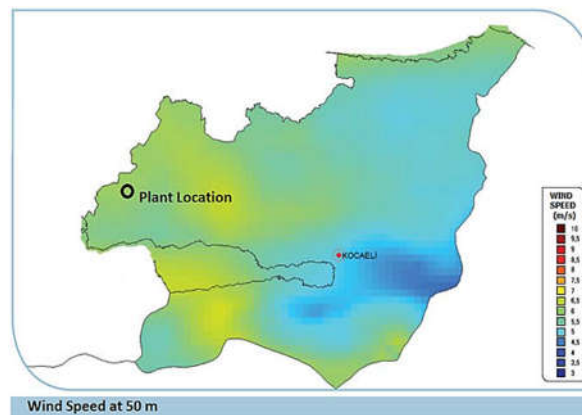 Plant Location
KOCAELİ
WIND
SPEED
(m/s)
10
9,5
9
8,5
8
7,5
7
6,5
6
5,5
5
4,5
4
3,5
3
Wind Speed at 50 m